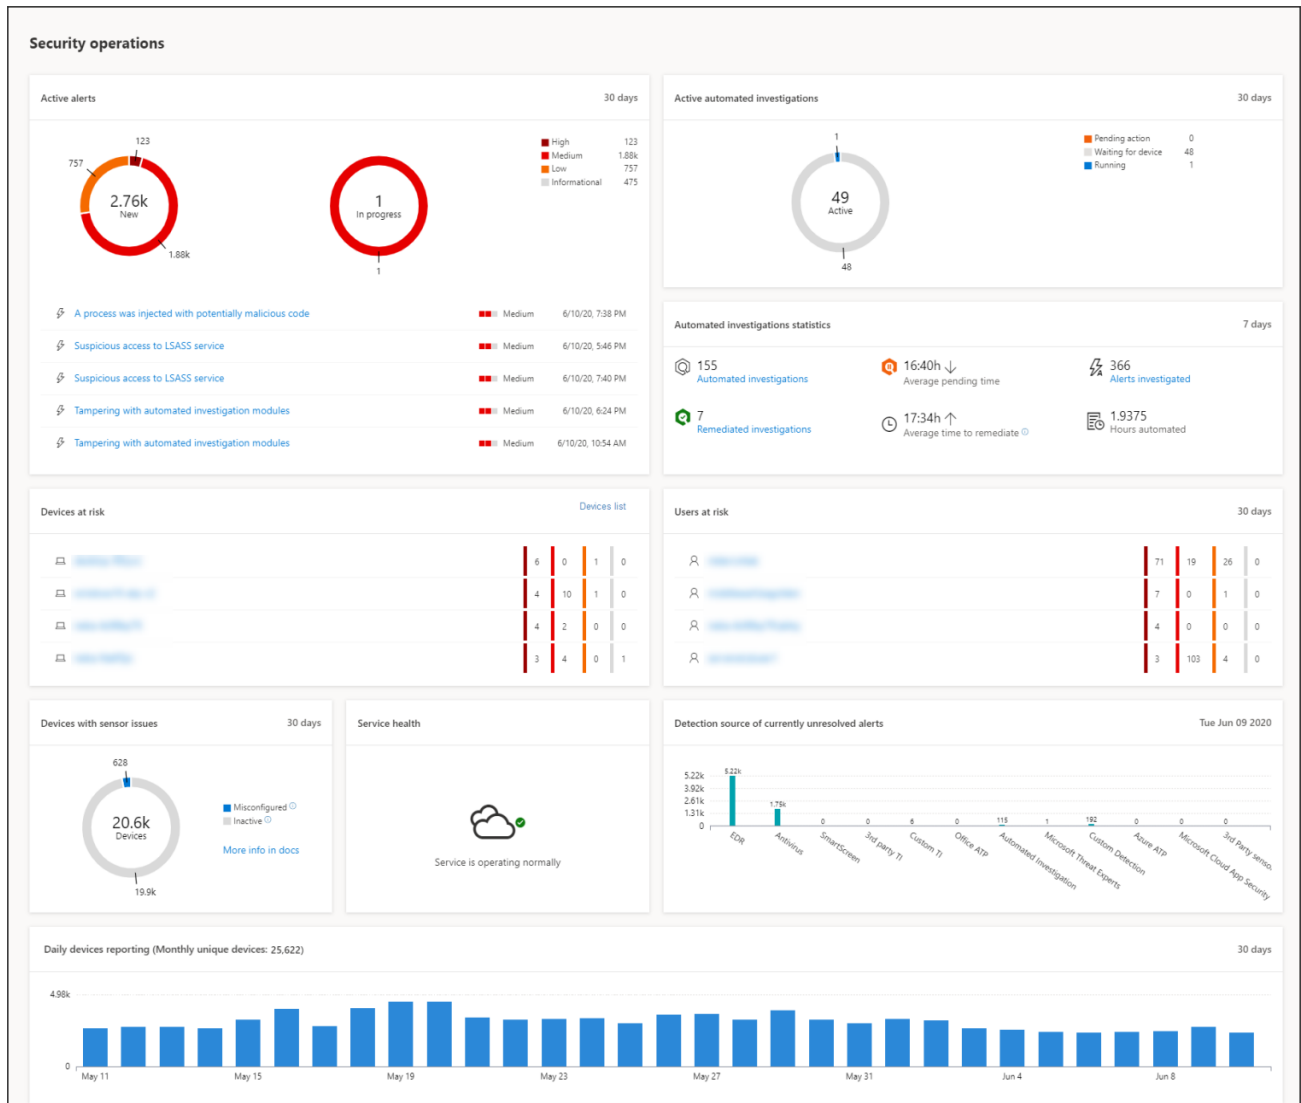 Security operations
Active alerts 30 days
123
757
2.76k
New
1.88k
1
In progress
1
High 123
Medium 1.88k
Low 757
Informational 475
A process was injected with potentially malicious code Medium 6/10/20, 7:38 PM
Suspicious access to LSASS service Medium 6/10/20, 5:46 PM
Suspicious access to LSASS service Medium 6/10/20, 7:40 PM
Tampering with automated investigation modules Medium 6/10/20, 6:24 PM
Tampering with automated investigation modules Medium 6/10/20, 10:54 AM
Active automated investigations 30 days
1
49
Active
48
Pending action 0
Waiting for device 48
Running 1
Automated investigations statistics 7 days
155
Automated investigations
16:40h ↓
Average pending time
366
Alerts investigated
7
Remediated investigations
17:34h ↑
Average time to remediate
1.9375
Hours automated
Devices at risk Devices list
6 0 1 0
4 10 1 0
4 2 0 0
3 4 0 1
Users at risk 30 days
71 19 26 0
7 0 1 0
4 0 0 0
3 103 4 0
Devices with sensor issues 30 days
628
20.6k
Devices
19.9k
Misconfigured
Inactive
More info in docs
Service health
Service is operating normally
Detection source of currently unresolved alerts Tue Jun 09 2020
5.22k
3.92k
2.61k
1.31k
0
5.22k 1.75k 0 0 6 0 115 1 192 0 0 0
EDR
Antivirus
SmartScreen
3rd party TI
Custom TI
Office ATP
Automated Investigation
Microsoft Threat Experts
Custom Detection
Azure ATP
Microsoft Cloud App Security
3rd Party senso.
Daily devices reporting (Monthly unique devices: 25,622) 30 days
4.98k
0
May 11 May 15 May 19 May 23 May 27 May 31 Jun 4 Jun 8